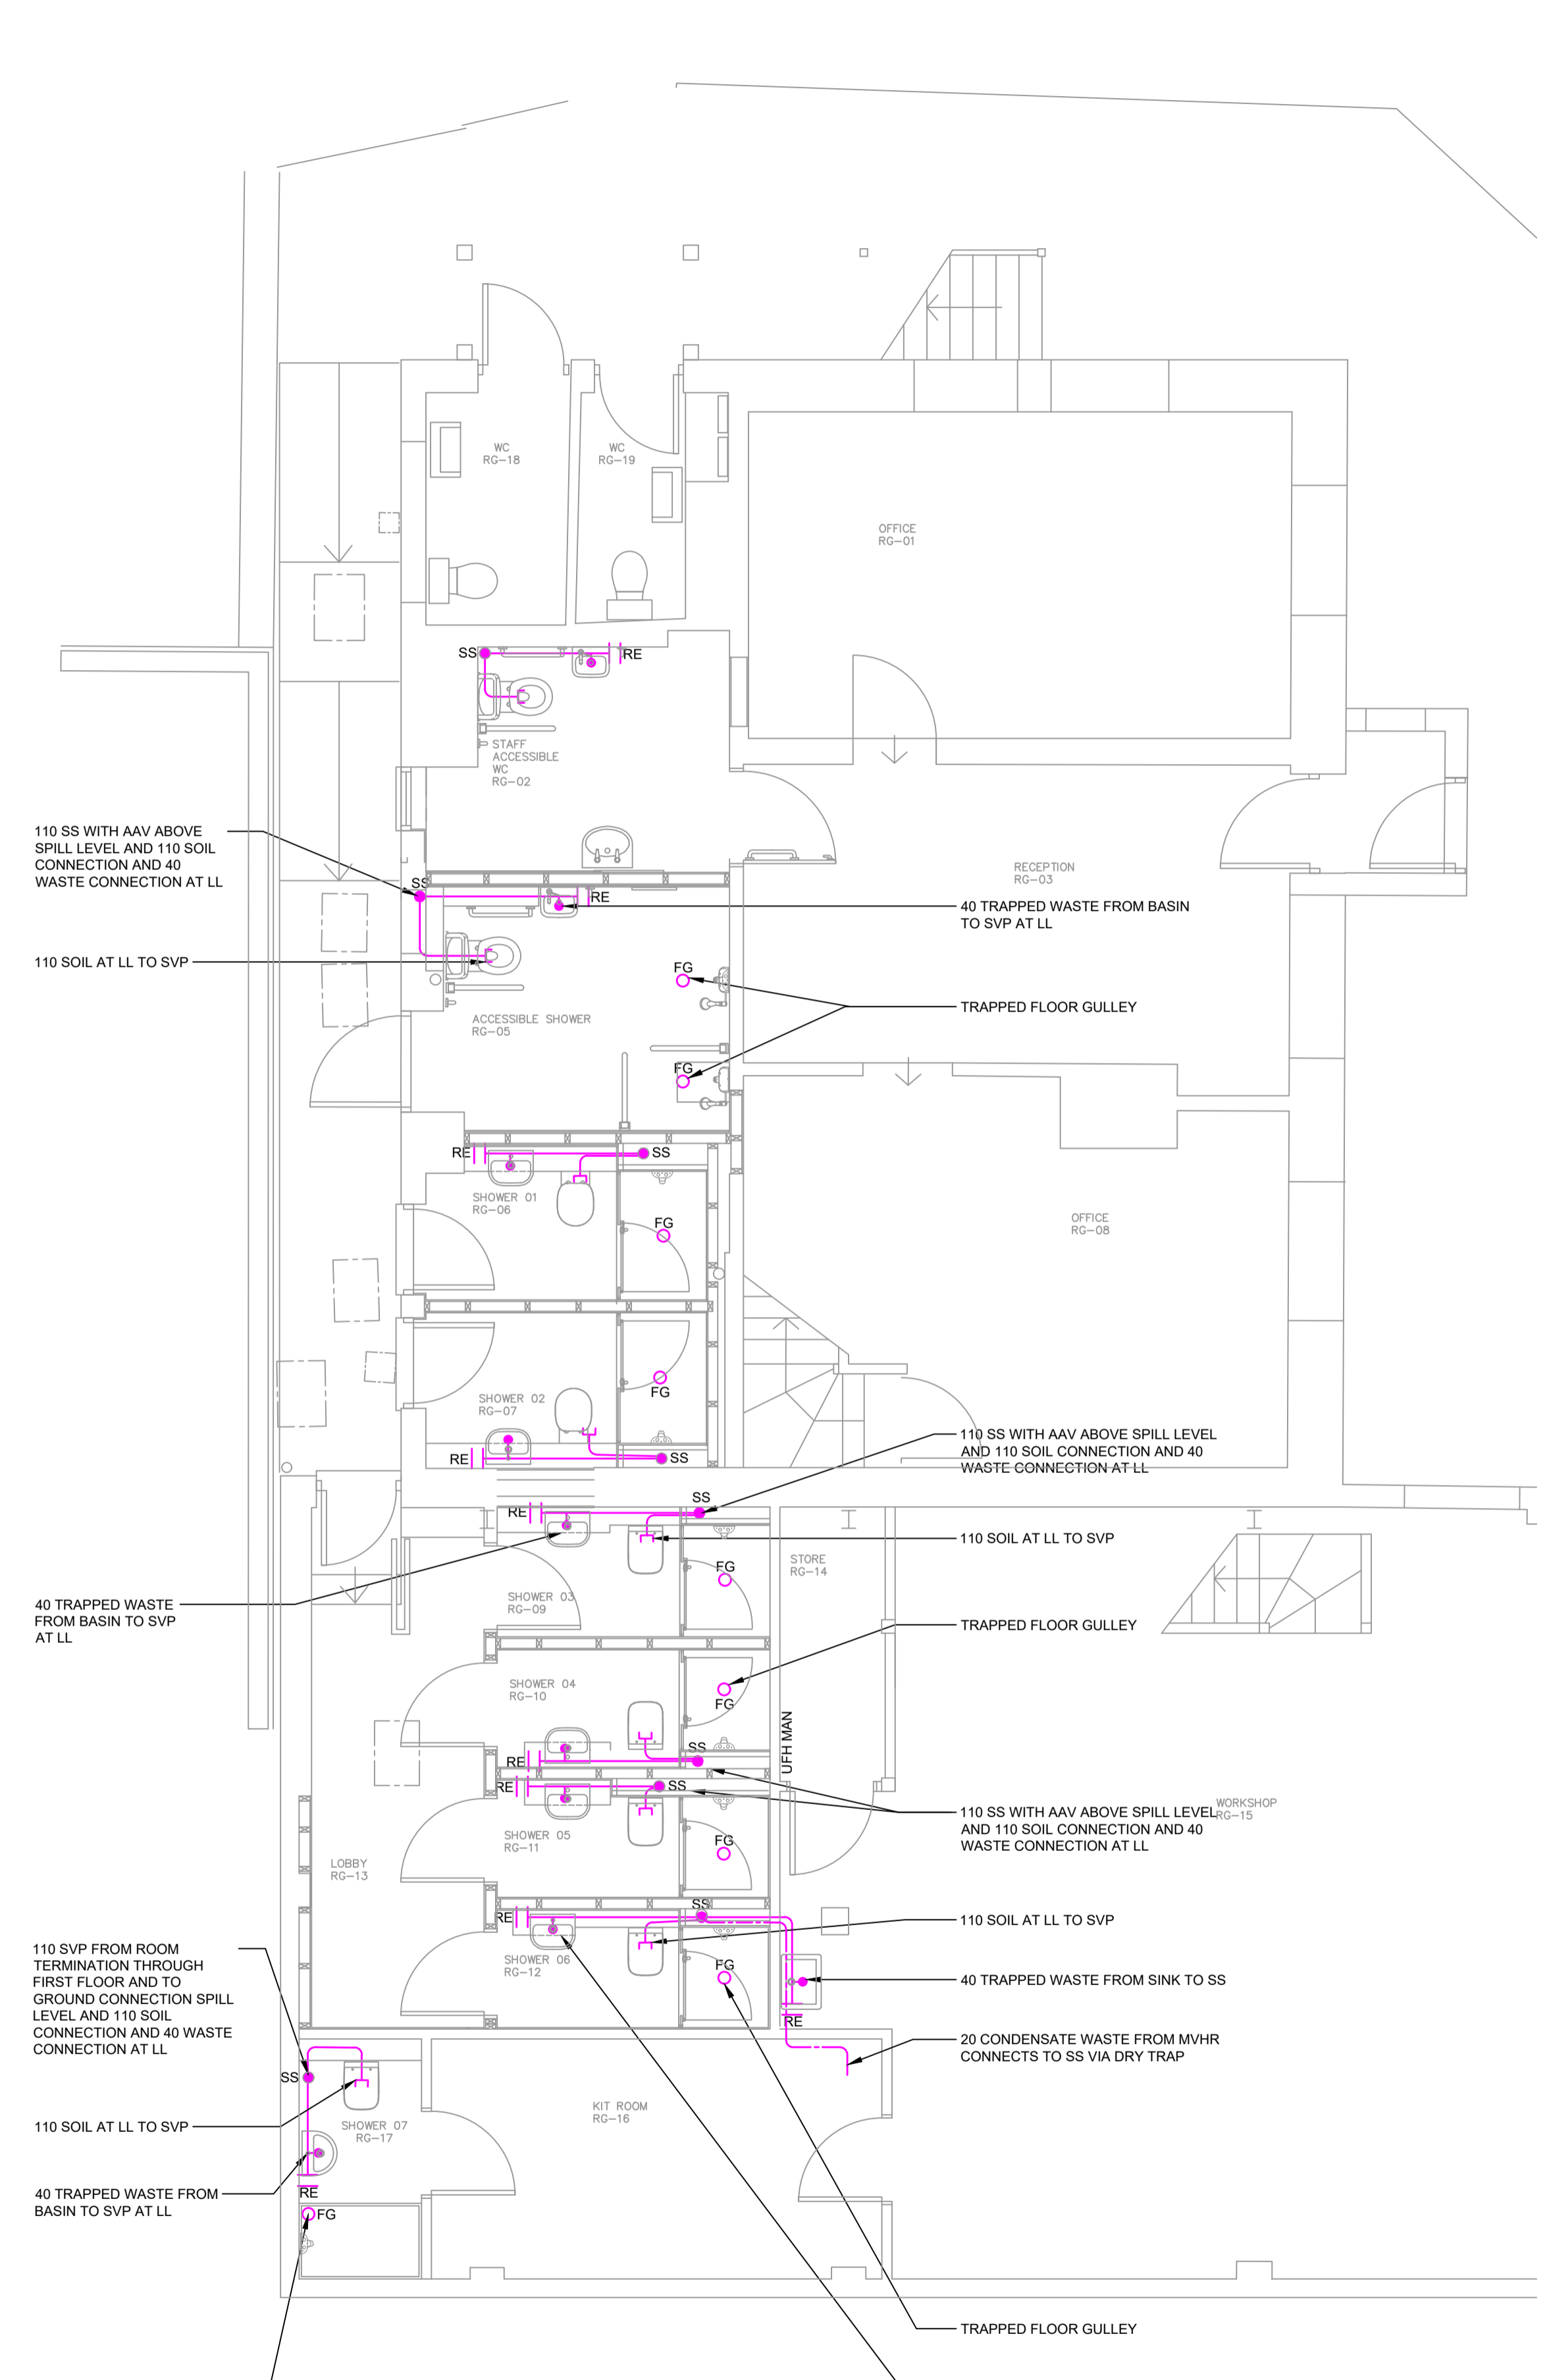 WC
RG-18
WC
RG-19
OFFICE
RG-01
SS
RE
STAFF
ACCESSIBLE
WC
RG-02
110 SS WITH AAV ABOVE
SPILL LEVEL AND 110 SOIL
CONNECTION AND 40
WASTE CONNECTION AT LL
RECEPTION
RG-03
SS
RE
40 TRAPPED WASTE FROM BASIN
TO SVP AT LL
110 SOIL AT LL TO SVP
FG
TRAPPED FLOOR GULLEY
ACCESSIBLE SHOWER
RG-05
FG
RE
SS
SHOWER 01
RG-06
FG
OFFICE
RG-08
SHOWER 02
RG-07
FG
RE
SS
110 SS WITH AAV ABOVE SPILL LEVEL
AND 110 SOIL CONNECTION AND 40
WASTE CONNECTION AT LL
SS
RE
110 SOIL AT LL TO SVP
STORE
RG-14
FG
SHOWER 03
RG-09
40 TRAPPED WASTE
FROM BASIN TO SVP
AT LL
TRAPPED FLOOR GULLEY
SHOWER 04
RG-10
FG
UFH MAN
SS
RE
RE
SS
110 SS WITH AAV ABOVE SPILL LEVEL
AND 110 SOIL CONNECTION AND 40
WASTE CONNECTION AT LL
WORKSHOP
RG-15
SHOWER 05
RG-11
FG
LOBBY
RG-13
SS
RE
110 SOIL AT LL TO SVP
SHOWER 06
RG-12
FG
110 SVP FROM ROOM
TERMINATION THROUGH
FIRST FLOOR AND TO
GROUND CONNECTION SPILL
LEVEL AND 110 SOIL
CONNECTION AND 40 WASTE
CONNECTION AT LL
40 TRAPPED WASTE FROM SINK TO SS
RE
20 CONDENSATE WASTE FROM MVHR
CONNECTS TO SS VIA DRY TRAP
SS
KIT ROOM
RG-16
110 SOIL AT LL TO SVP
SHOWER 07
RG-17
40 TRAPPED WASTE FROM
BASIN TO SVP AT LL
RE
FG
TRAPPED FLOOR GULLEY